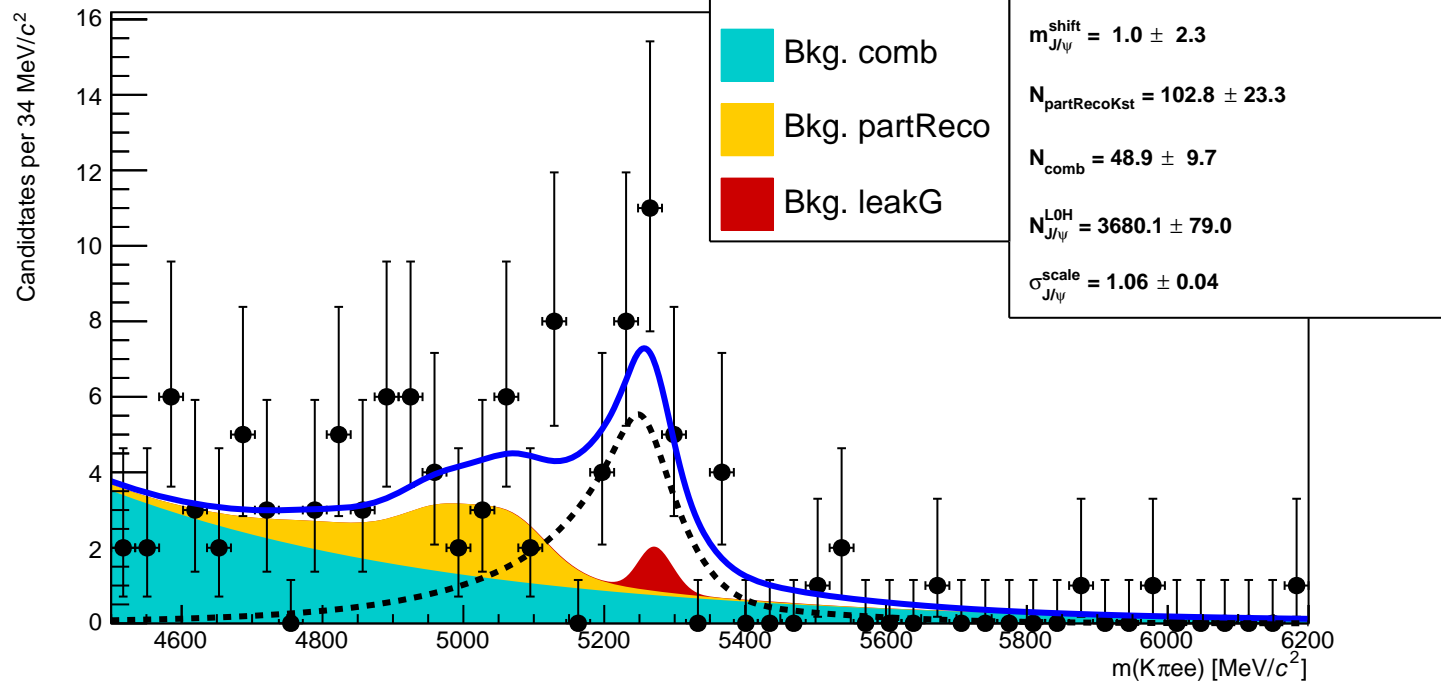 Candidtates per 34 MeV/c²
16
14
12
10
8
6
4
2
0
Bkg. comb
Bkg. partReco
Bkg. leakG
m^shift_J/ψ = 1.0 ± 2.3
N_partRecoKst = 102.8 ± 23.3
N_comb = 48.9 ± 9.7
N^L0H_J/ψ = 3680.1 ± 79.0
σ^scale_J/ψ = 1.06 ± 0.04
4600 4800 5000 5200 5400 5600 5800 6000 6200
m(Kπee) [MeV/c²]